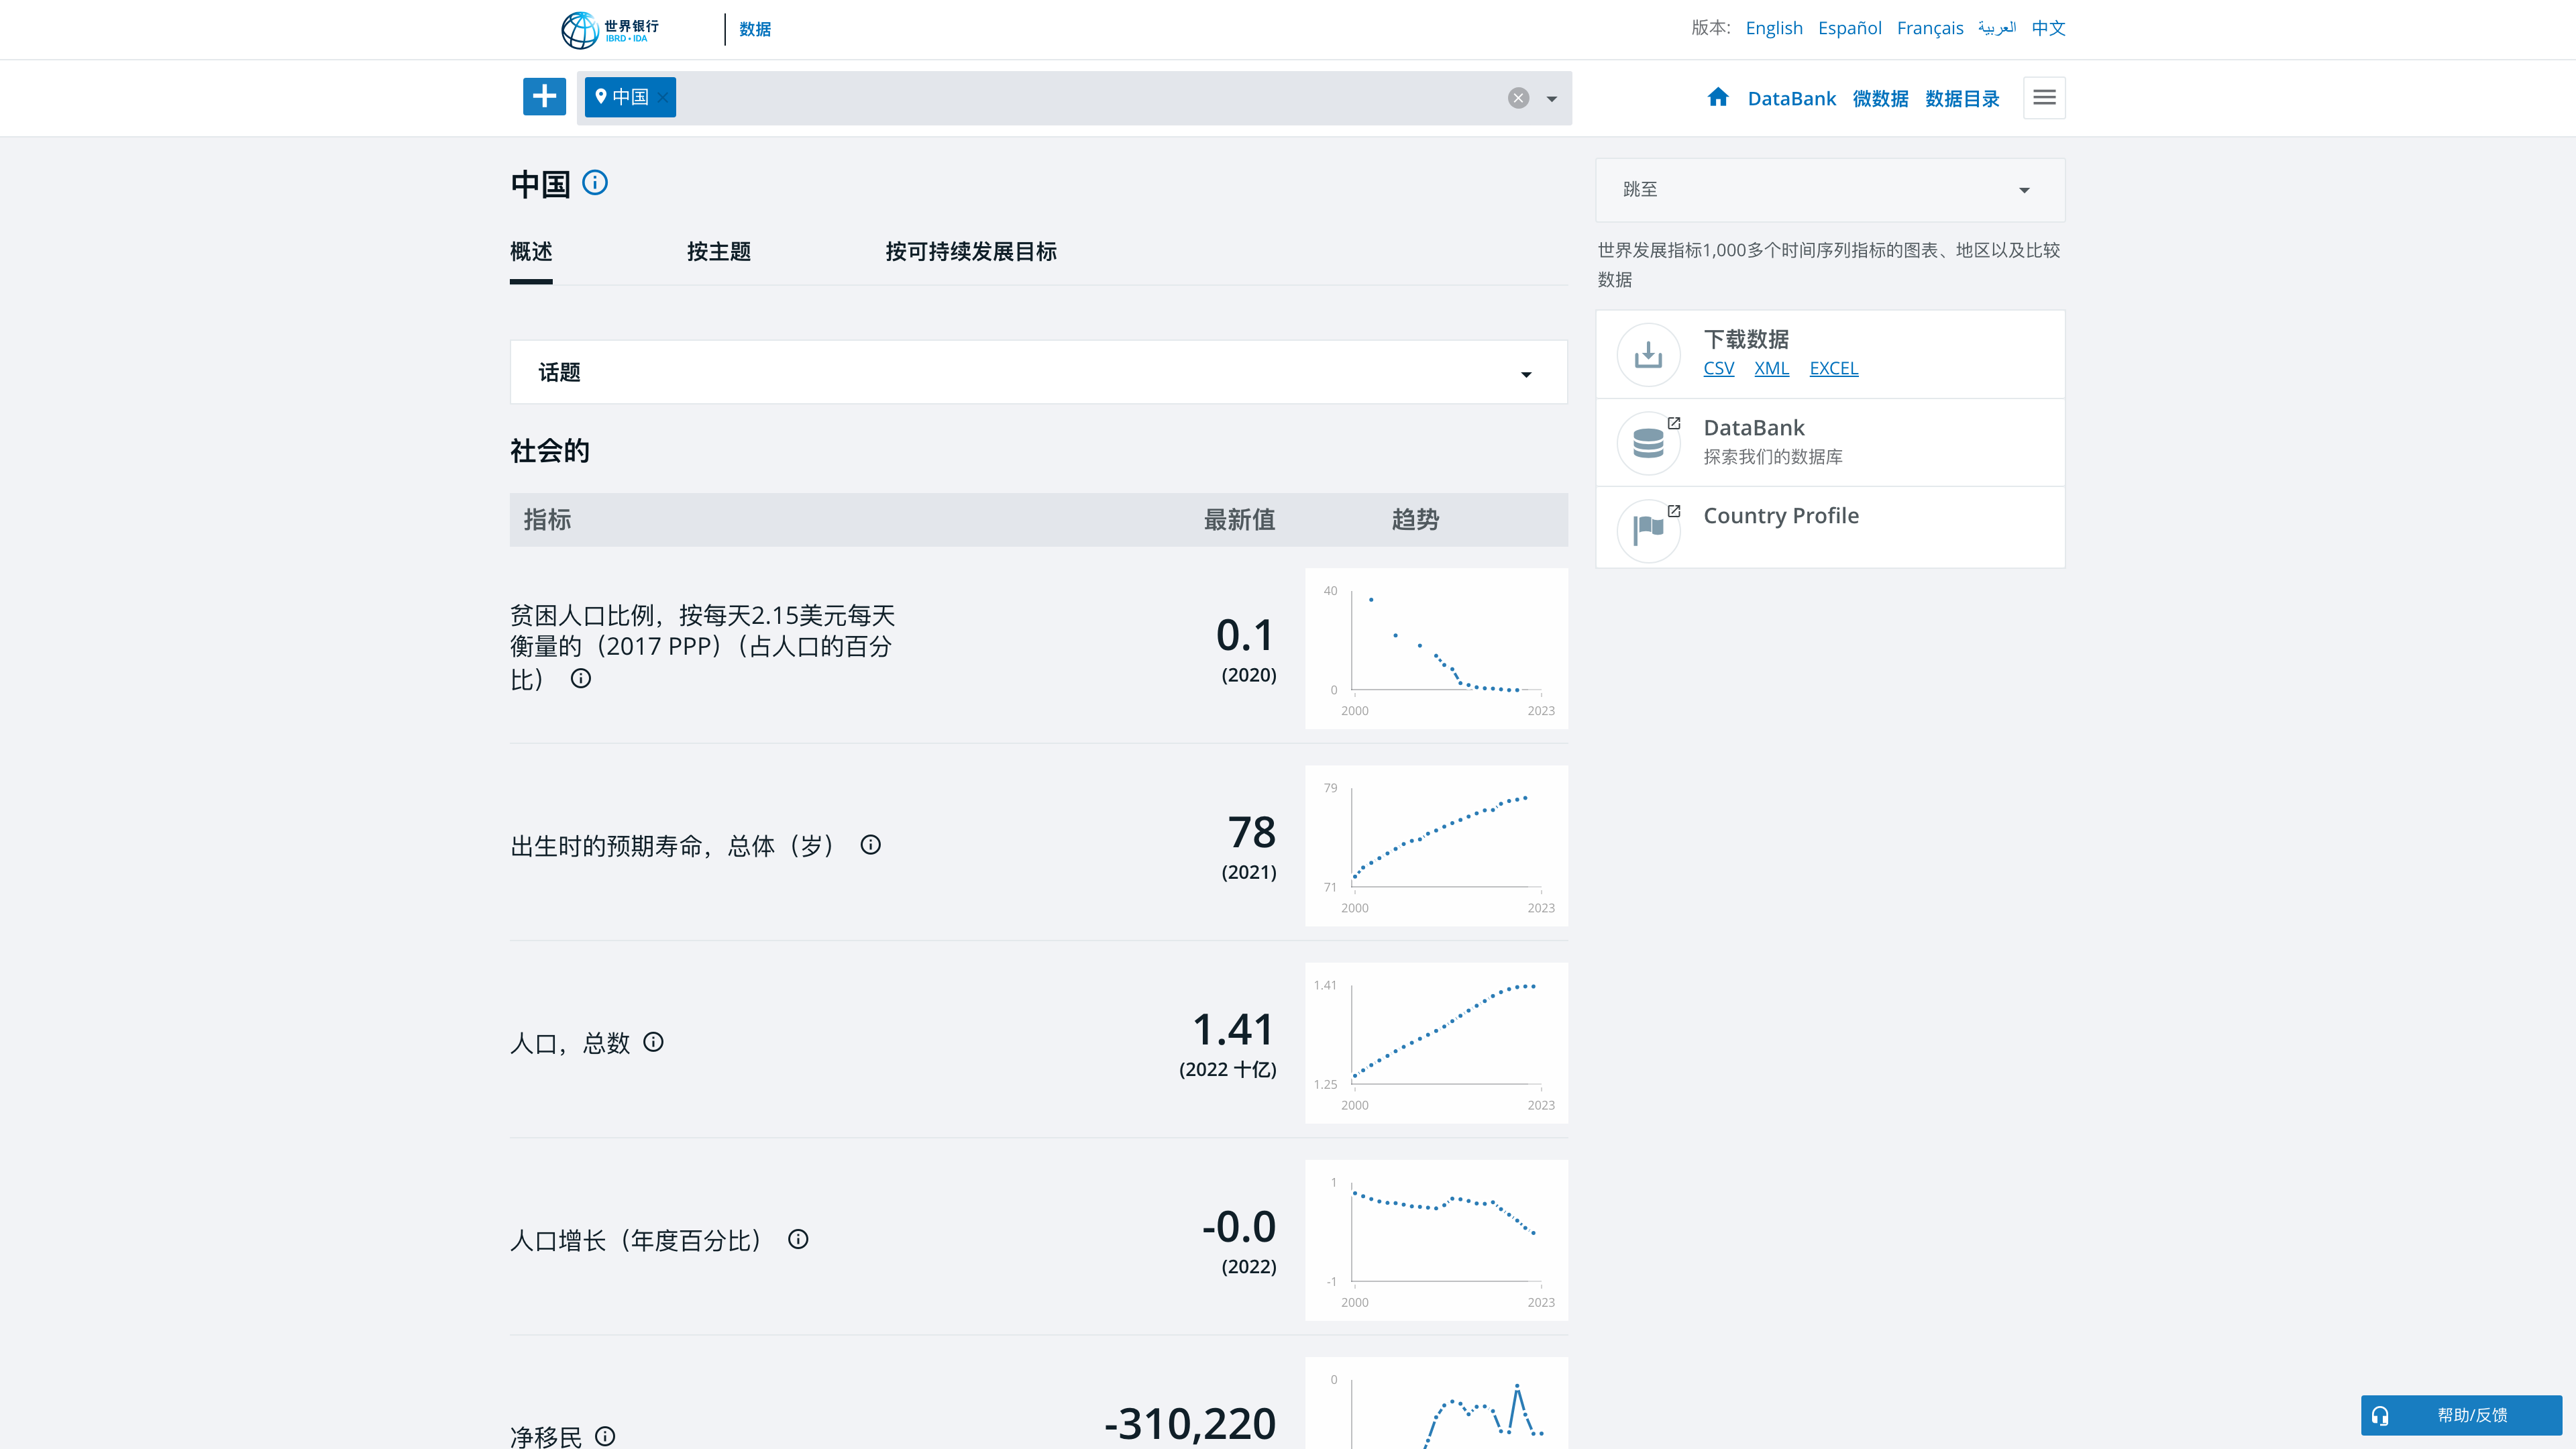 世界银行
IBRD • IDA
数据
版本: English Español Français العربية 中文
中国
DataBank 微数据 数据目录
中国
跳至
概述 按主题 按可持续发展目标
世界发展指标1,000多个时间序列指标的图表、地区以及比较
数据
话题
下载数据
CSV XML EXCEL
DataBank
探索我们的数据库
Country Profile
社会的
指标 最新值 趋势
贫困人口比例，按每天2.15美元每天
衡量的（2017 PPP）（占人口的百分
比）
0.1
(2020)
40
0
2000 2023
出生时的预期寿命，总体（岁）
78
(2021)
79
71
2000 2023
人口，总数
1.41
(2022 十亿)
1.41
1.25
2000 2023
人口增长（年度百分比）
-0.0
(2022)
1
-1
2000 2023
净移民
-310,220
0
帮助/反馈